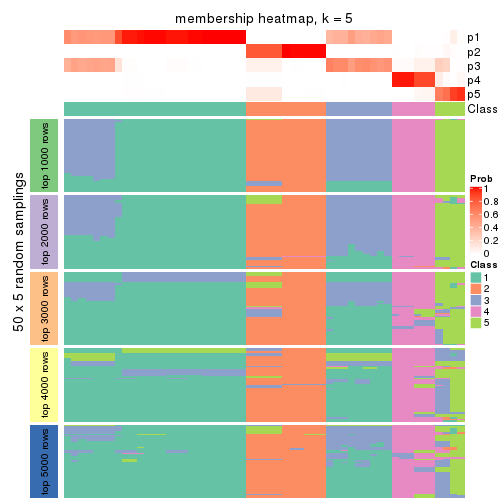 membership heatmap, k = 5
p1
p2
p3
p4
p5
Class
50 x 5 random samplings
top 1000 rows
top 2000 rows
top 3000 rows
top 4000 rows
top 5000 rows
Prob
1
0.8
0.6
0.4
0.2
0
Class
1
2
3
4
5